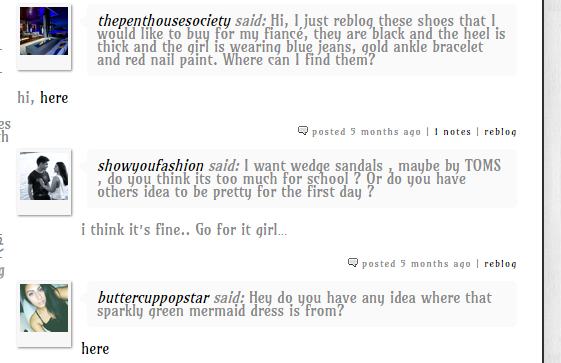 thepenthousesociety said: Hi, I just reblog these shoes that I
would like to buy for my fiancé, they are black and the heel is
thick and the girl is wearing blue jeans, gold ankle bracelet
and red nail paint. Where can I find them?
hi, here
posted 5 months ago | 1 notes | reblog
es
th
showyoufashion said: I want wedge sandals , maybe by TOMS
, do you think its too much for school ? Or do you have
others idea to be pretty for the first day ?
i think it's fine.. Go for it girl...
posted 5 months ago | reblog
g
buttercuppopstar said: Hey do you have any idea where that
sparkly green mermaid dress is from?
here